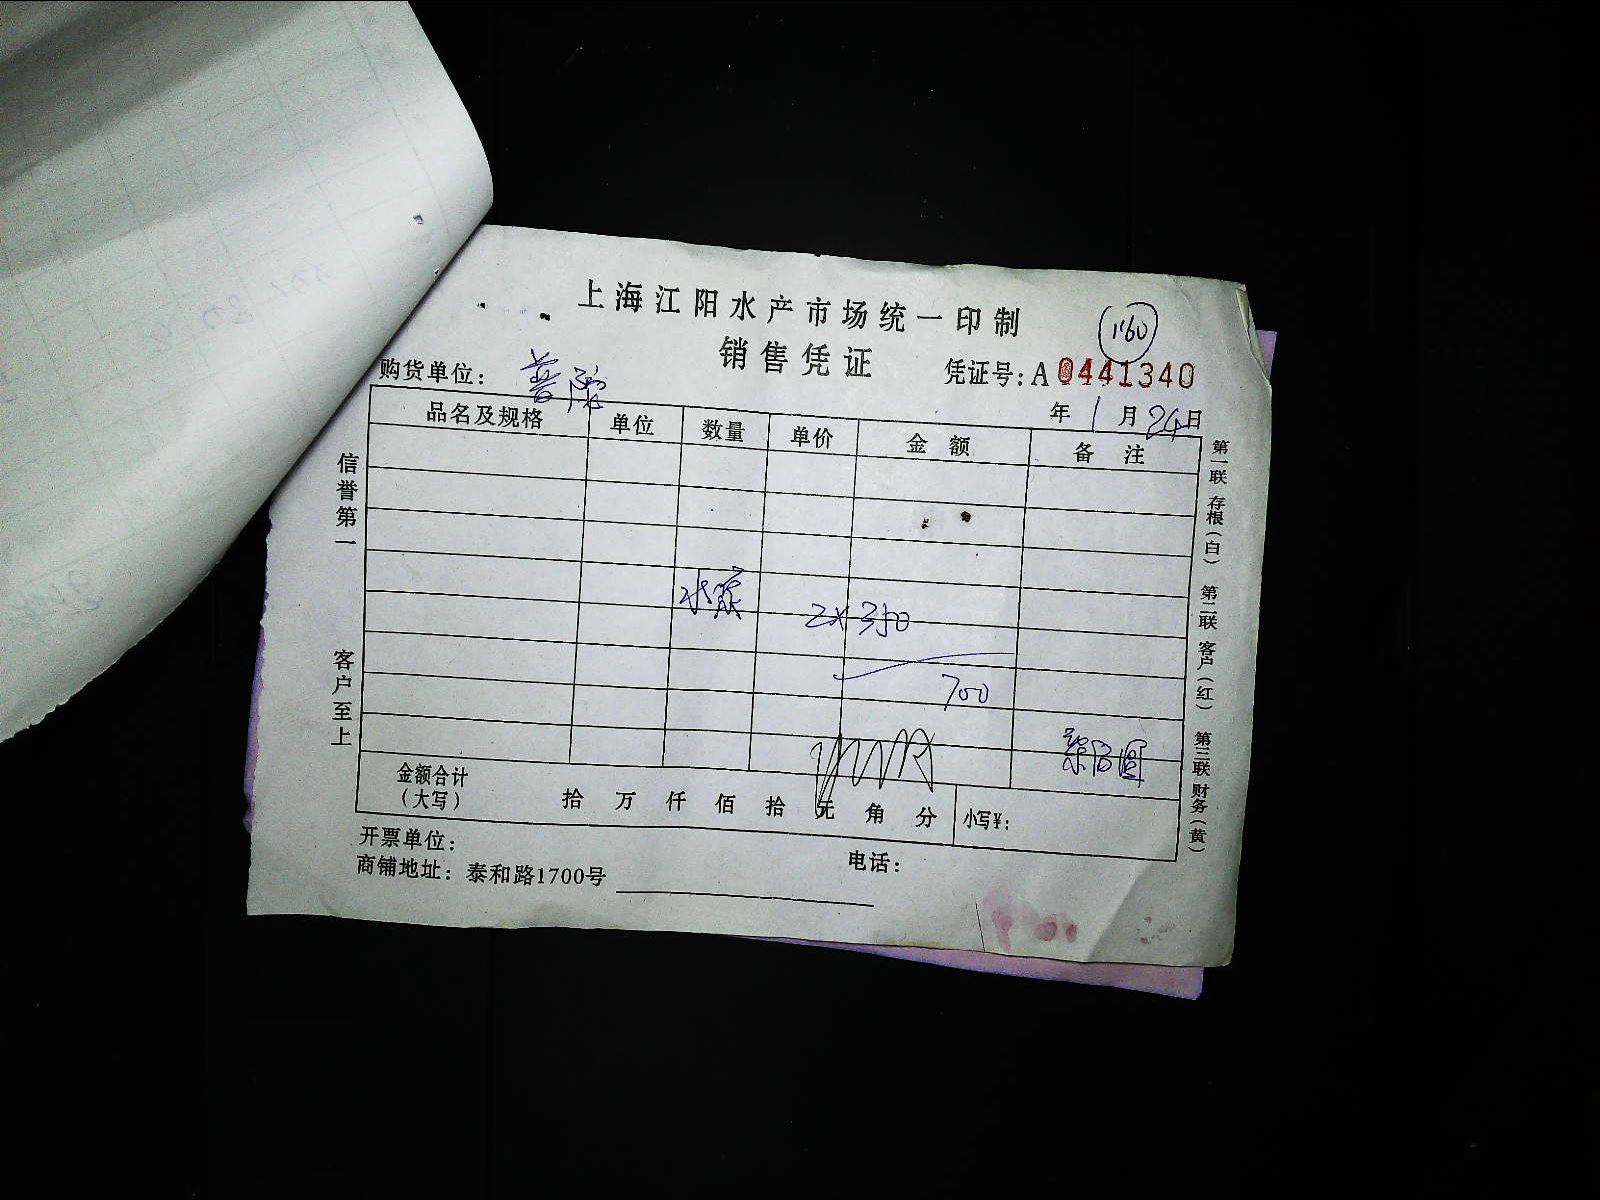 上海江阳水产市场统一印制
销售凭证
1160
购货单位：普陀
凭证号：A 0441340
年 1 月 24 日
品名及规格 单位 数量 单价 金额 备注
2×350
700
金额合计（大写） 拾 万 仟 佰 拾 元 角 分 小写¥：
开票单位：
电话：
商铺地址：泰和路1700号
信誉第一
客户至上
第一联 存根（白） 第二联 客户（红） 第三联 财务（黄）